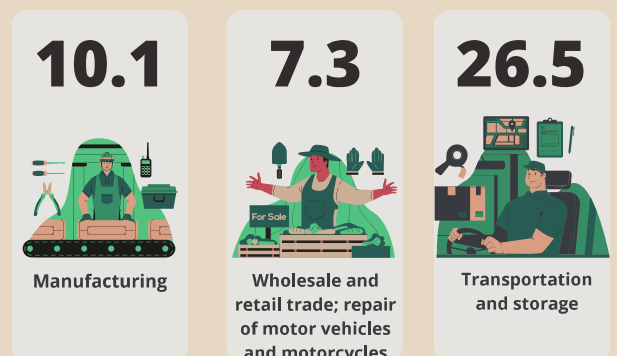 10.1
7.3
26.5
For Sale
Manufacturing
Wholesale and
retail trade; repair
of motor vehicles
and motorcycles
Transportation
and storage